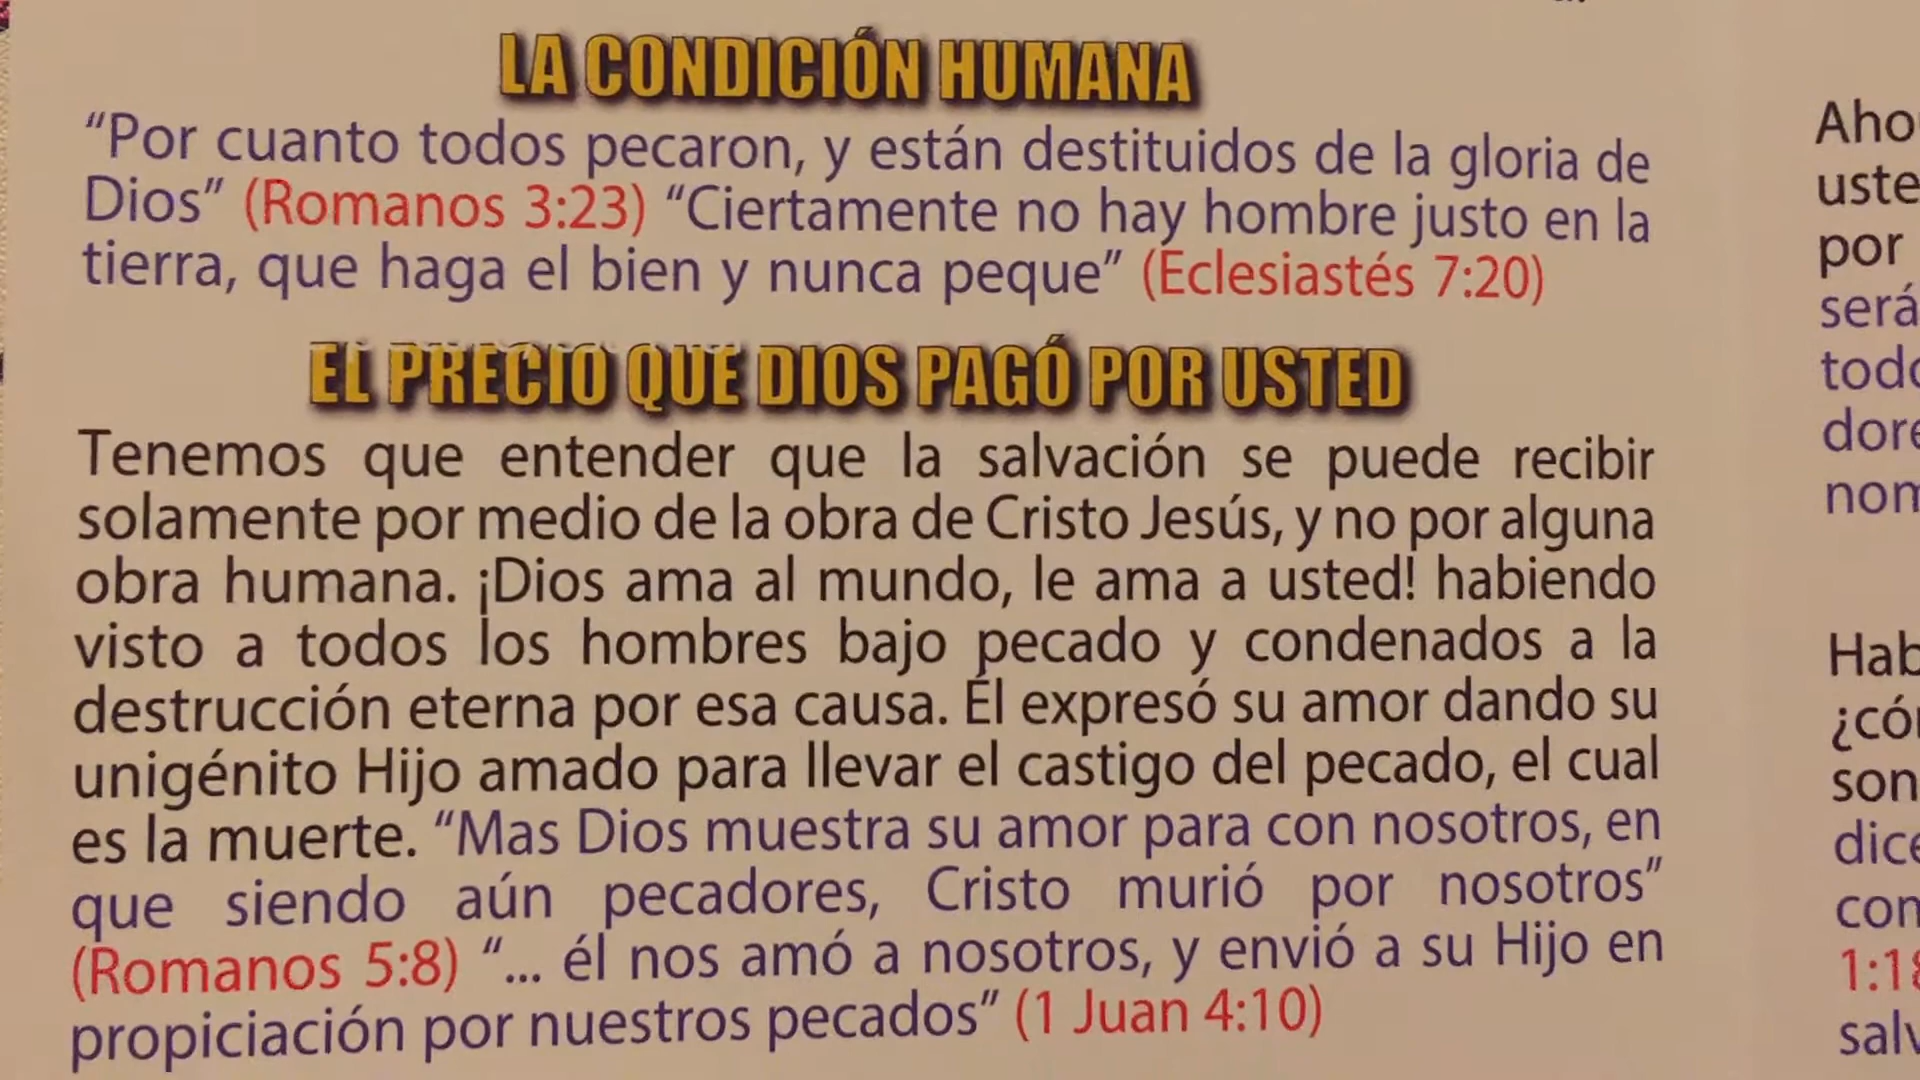 LA CONDICIÓN HUMANA
“Por cuanto todos pecaron, y están destituidos de la gloria de
Dios” (Romanos 3:23) “Ciertamente no hay hombre justo en la
tierra, que haga el bien y nunca peque” (Eclesiastés 7:20)
EL PRECIO QUE DIOS PAGÓ POR USTED
Tenemos que entender que la salvación se puede recibir
solamente por medio de la obra de Cristo Jesús, y no por alguna
obra humana. ¡Dios ama al mundo, le ama a usted! habiendo
visto a todos los hombres bajo pecado y condenados a la
destrucción eterna por esa causa. Él expresó su amor dando su
unigénito Hijo amado para llevar el castigo del pecado, el cual
es la muerte. “Mas Dios muestra su amor para con nosotros, en
que siendo aún pecadores, Cristo murió por nosotros”
(Romanos 5:8) “... él nos amó a nosotros, y envió a su Hijo en
propiciación por nuestros pecados” (1 Juan 4:10)
por